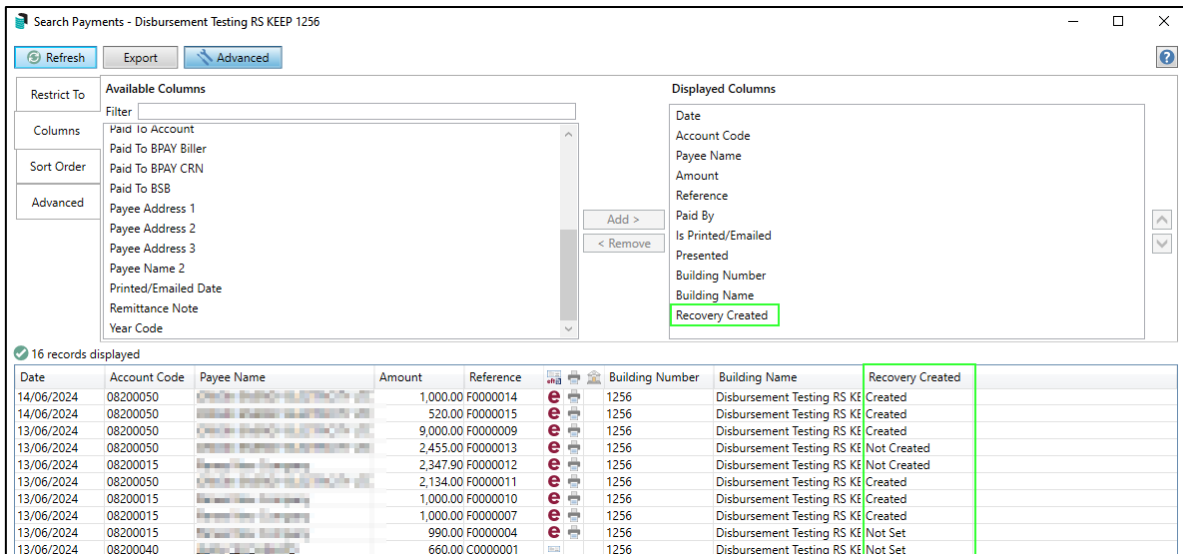 Search Payments - Disbursement Testing RS KEEP 1256
Refresh Export Advanced
Restrict To
Columns
Sort Order
Advanced
Available Columns
Filter
Paid To Account
Paid To BPAY Biller
Paid To BPAY CRN
Paid To BSB
Payee Address 1
Payee Address 2
Payee Address 3
Payee Name 2
Printed/Emailed Date
Remittance Note
Year Code
Add >
< Remove
Displayed Columns
Date
Account Code
Payee Name
Amount
Reference
Paid By
Is Printed/Emailed
Presented
Building Number
Building Name
Recovery Created
16 records displayed
Date Account Code Payee Name Amount Reference Building Number Building Name Recovery Created
14/06/2024 08200050 1,000.00 F0000014 e 1256 Disbursement Testing RS KE Created
14/06/2024 08200050 520.00 F0000015 e 1256 Disbursement Testing RS KE Created
13/06/2024 08200050 9,000.00 F0000009 e 1256 Disbursement Testing RS KE Created
13/06/2024 08200050 2,455.00 F0000013 e 1256 Disbursement Testing RS KE Not Created
13/06/2024 08200015 2,347.90 F0000012 e 1256 Disbursement Testing RS KE Not Created
13/06/2024 08200050 2,134.00 F0000011 e 1256 Disbursement Testing RS KE Created
13/06/2024 08200015 1,000.00 F0000010 e 1256 Disbursement Testing RS KE Created
13/06/2024 08200015 1,000.00 F0000007 e 1256 Disbursement Testing RS KE Created
13/06/2024 08200015 990.00 F0000004 e 1256 Disbursement Testing RS KE Not Set
13/06/2024 08200040 660.00 C0000001 1256 Disbursement Testing RS KE Not Set